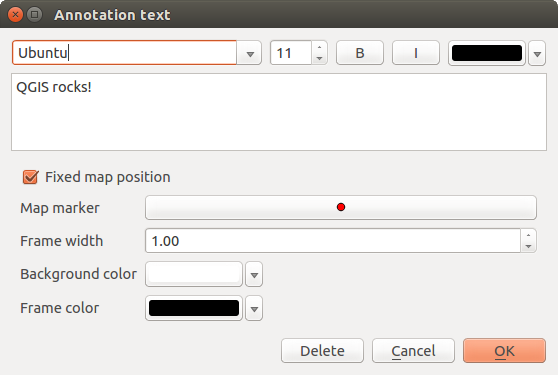 Annotation text
Ubuntu 11 B I
QGIS rocks!
Fixed map position
Map marker
Frame width 1.00
Background color
Frame color
Delete Cancel OK